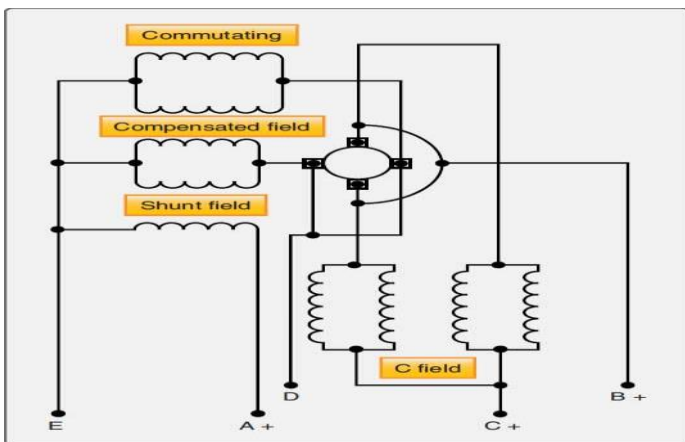 Commutating
Compensated field
Shunt field
C field
E
A +
D
C +
B +